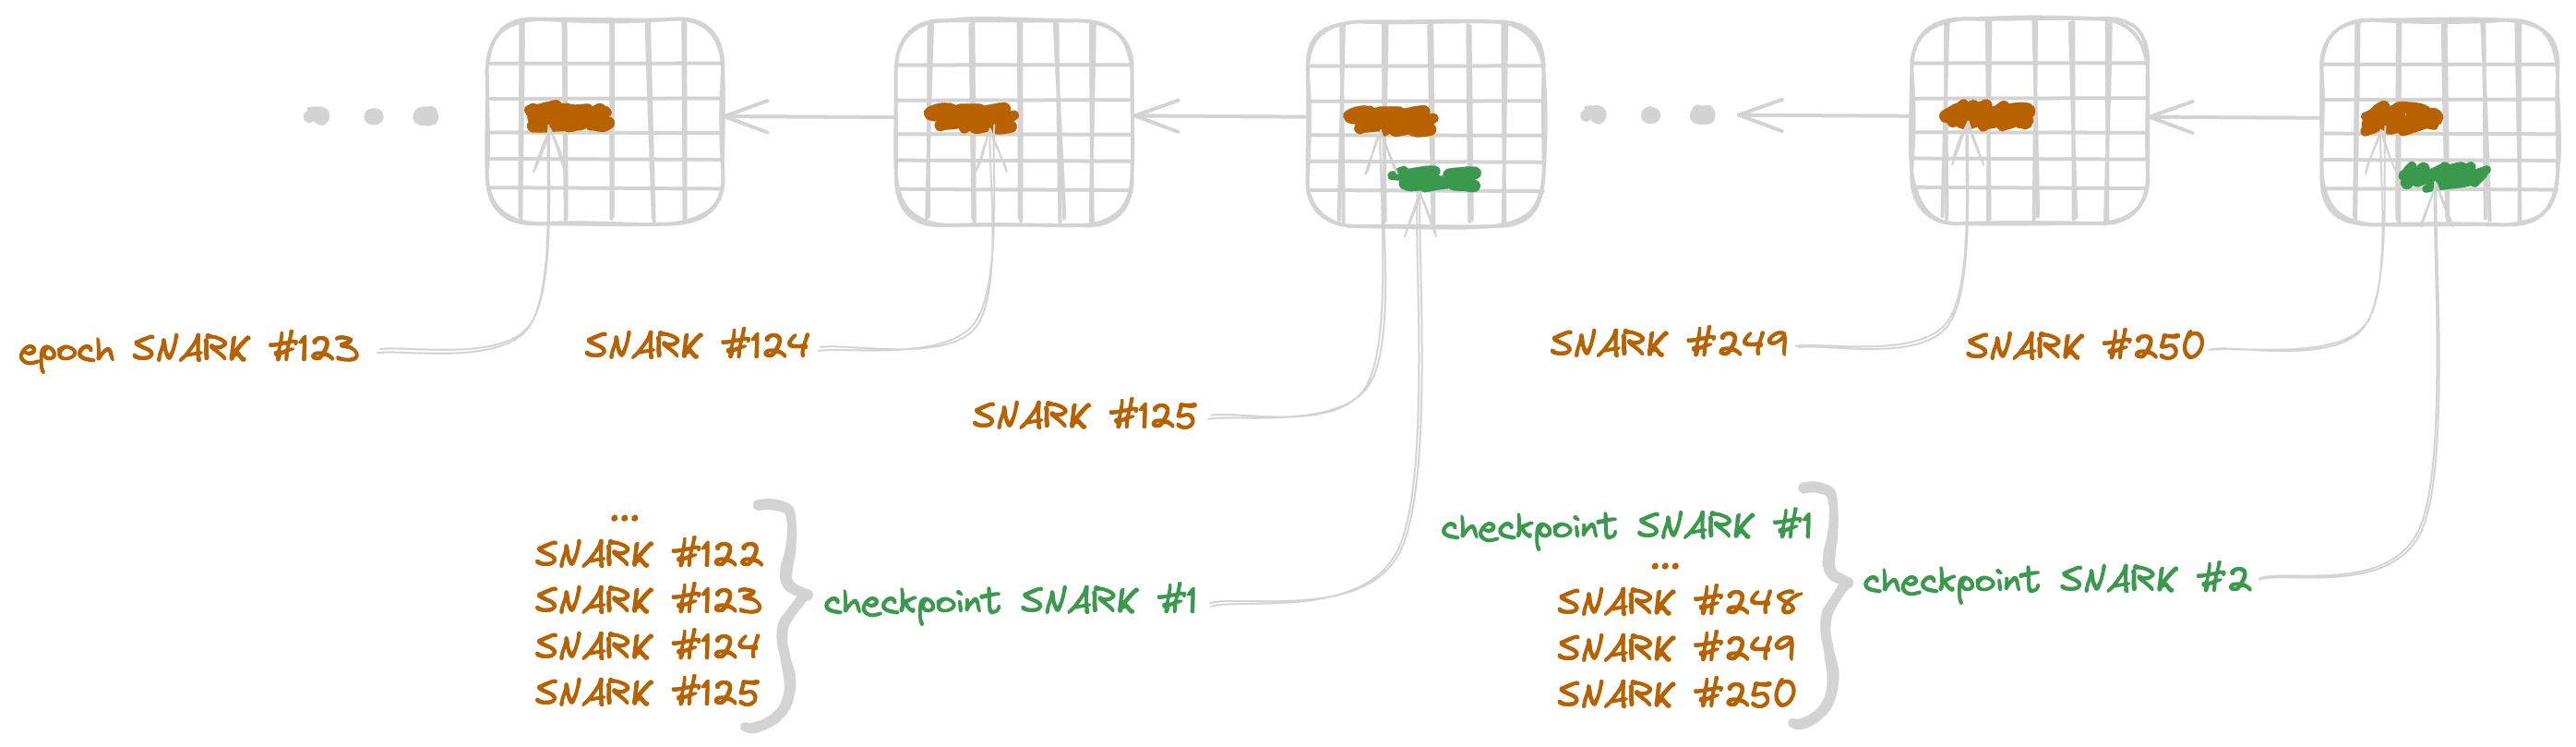 epoch SNARK #123
SNARK #124
SNARK #125
SNARK #249
SNARK #250
...
SNARK #122
SNARK #123
SNARK #124
SNARK #125
checkpoint SNARK #1
checkpoint SNARK #1
...
SNARK #248
SNARK #249
SNARK #250
checkpoint SNARK #2